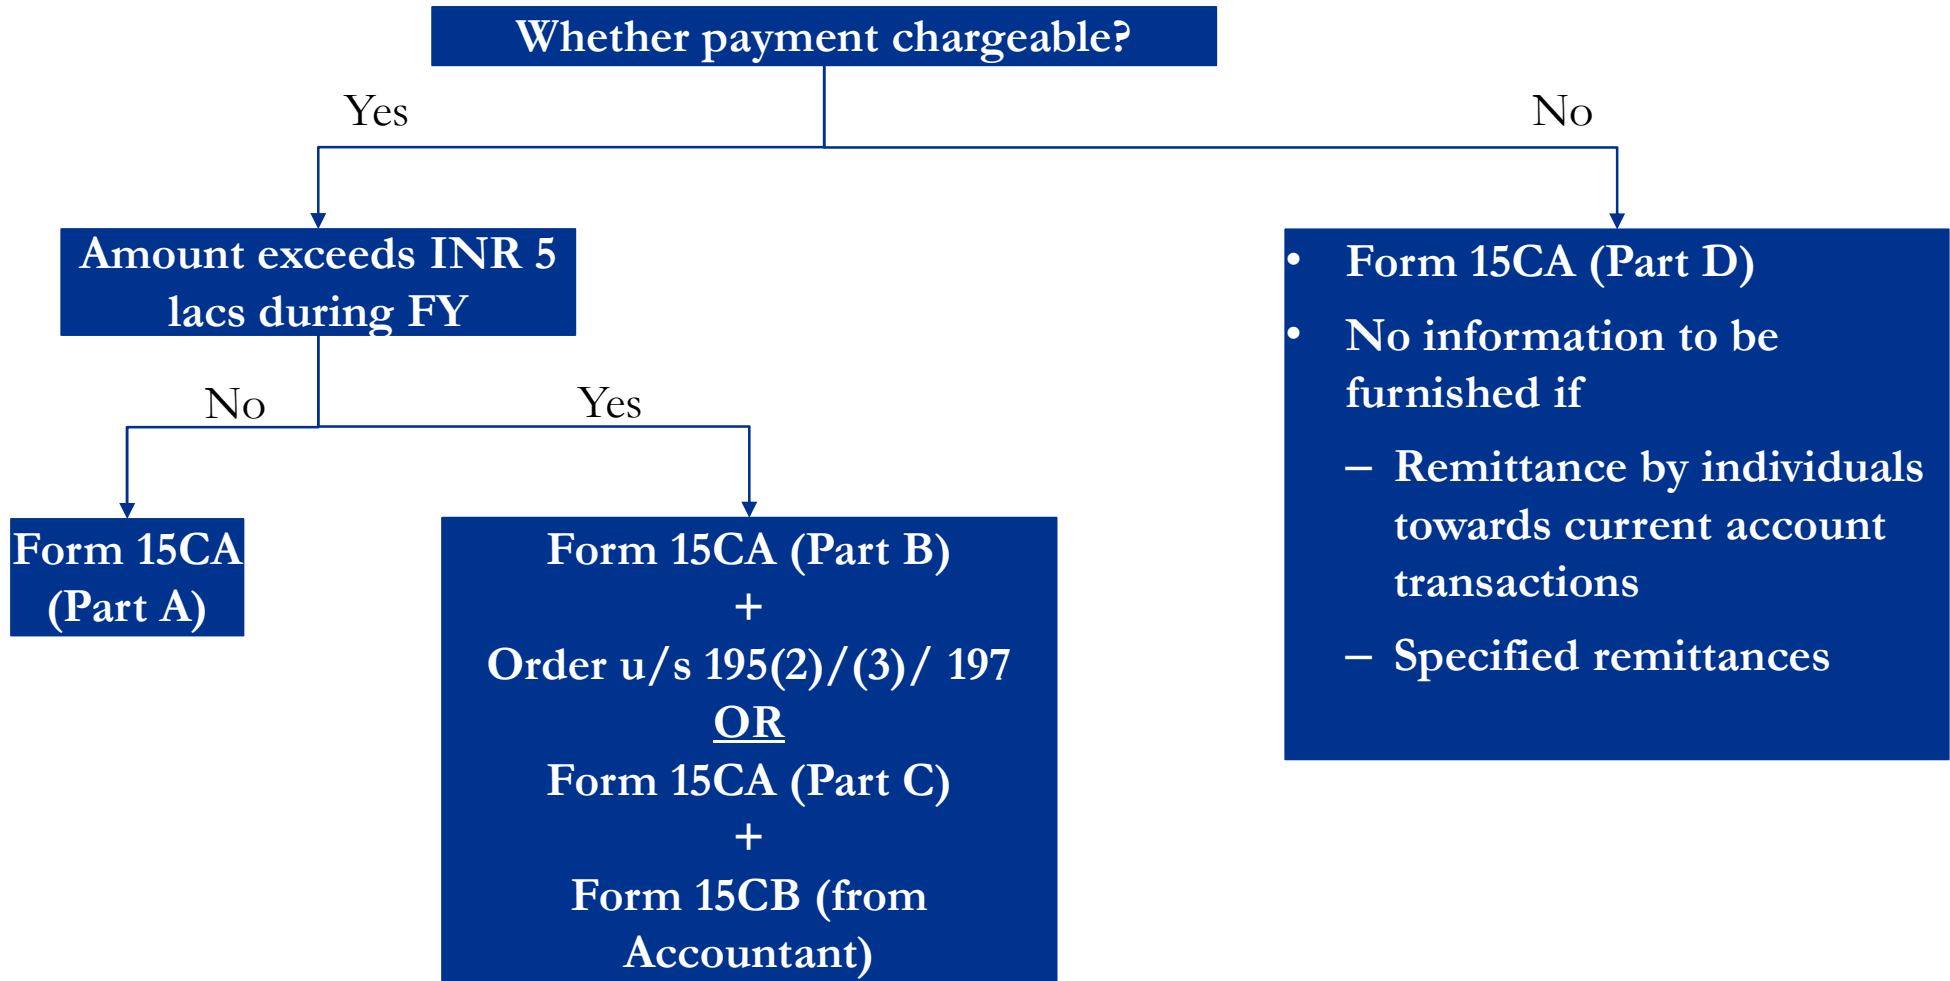 Whether payment chargeable?
Yes
No
Amount exceeds INR 5
lacs during FY
No
Yes
Form 15CA
(Part A)
Form 15CA (Part B)
+
Order u/s 195(2)/(3)/ 197
OR
Form 15CA (Part C)
+
Form 15CB (from
Accountant)
• Form 15CA (Part D)
• No information to be
furnished if
– Remittance by individuals
towards current account
transactions
– Specified remittances